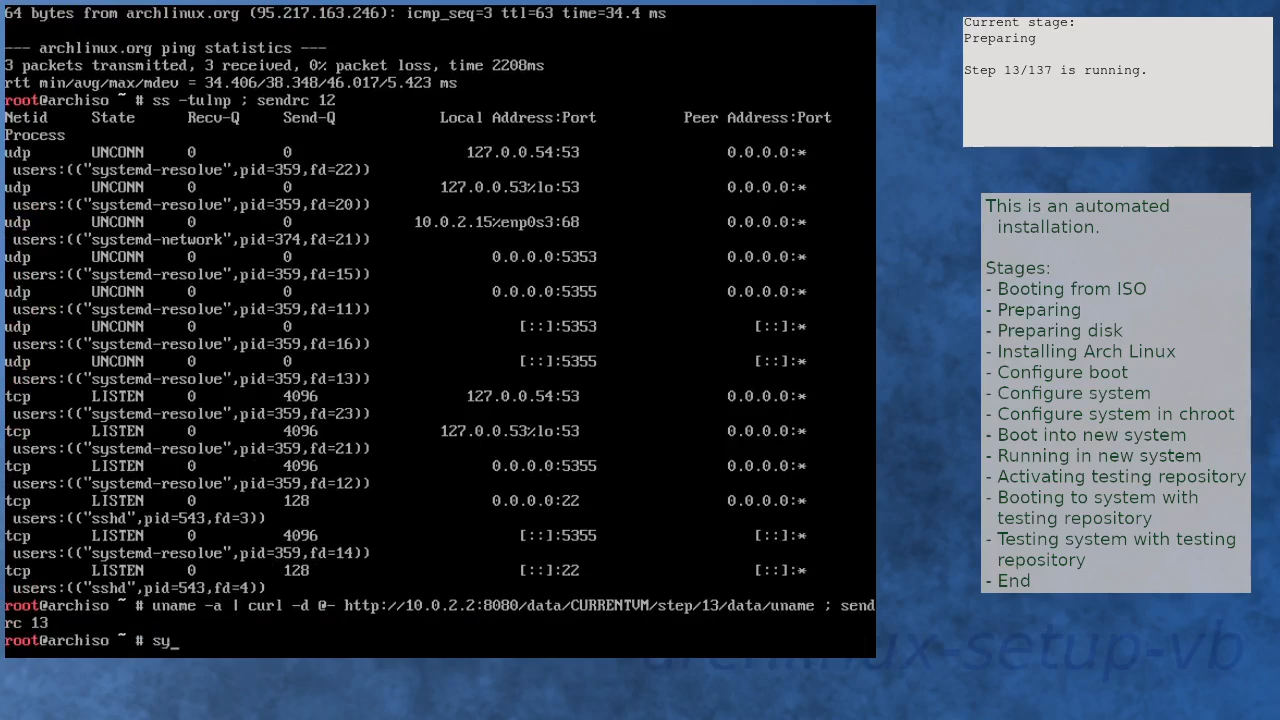 64 bytes from archlinux.org (95.217.163.246): icmp_seq=3 ttl=63 time=34.4 ms
--- archlinux.org ping statistics ---
3 packets transmitted, 3 received, 0% packet loss, time 2208ms
rtt min/avg/max/mdev = 34.406/38.348/46.017/5.423 ms
root@archiso ~ # ss -tulnp ; sendrc 12
Netid State Recv-Q Send-Q Local Address:Port Peer Address:Port
Process
udp UNCONN 0 0 127.0.0.54:53 0.0.0.0:*
users:(("systemd-resolve",pid=359,fd=22))
udp UNCONN 0 0 127.0.0.53%lo:53 0.0.0.0:*
users:(("systemd-resolve",pid=359,fd=20))
udp UNCONN 0 0 10.0.2.15%enp0s3:68 0.0.0.0:*
users:(("systemd-network",pid=374,fd=21))
udp UNCONN 0 0 0.0.0.0:5353 0.0.0.0:*
users:(("systemd-resolve",pid=359,fd=15))
udp UNCONN 0 0 0.0.0.0:5355 0.0.0.0:*
users:(("systemd-resolve",pid=359,fd=11))
udp UNCONN 0 0 [::]:5353 [::]:*
users:(("systemd-resolve",pid=359,fd=16))
udp UNCONN 0 0 [::]:5355 [::]:*
users:(("systemd-resolve",pid=359,fd=13))
tcp LISTEN 0 4096 127.0.0.54:53 0.0.0.0:*
users:(("systemd-resolve",pid=359,fd=23))
tcp LISTEN 0 4096 127.0.0.53%lo:53 0.0.0.0:*
users:(("systemd-resolve",pid=359,fd=21))
tcp LISTEN 0 4096 0.0.0.0:5355 0.0.0.0:*
users:(("systemd-resolve",pid=359,fd=12))
tcp LISTEN 0 128 0.0.0.0:22 0.0.0.0:*
users:(("sshd",pid=543,fd=3))
tcp LISTEN 0 4096 [::]:5355 [::]:*
users:(("systemd-resolve",pid=359,fd=14))
tcp LISTEN 0 128 [::]:22 [::]:*
users:(("sshd",pid=543,fd=4))
root@archiso ~ # uname -a | curl -d @- http://10.0.2.2:8080/data/CURRENTVM/step/13/data/uname ; send
rc 13
root@archiso ~ # sy_
Current stage:
Preparing
Step 13/137 is running.
This is an automated
installation.
Stages:
- Booting from ISO
- Preparing
- Preparing disk
- Installing Arch Linux
- Configure boot
- Configure system
- Configure system in chroot
- Boot into new system
- Running in new system
- Activating testing repository
- Booting to system with
testing repository
- Testing system with testing
repository
- End
archlinux-setup-vb